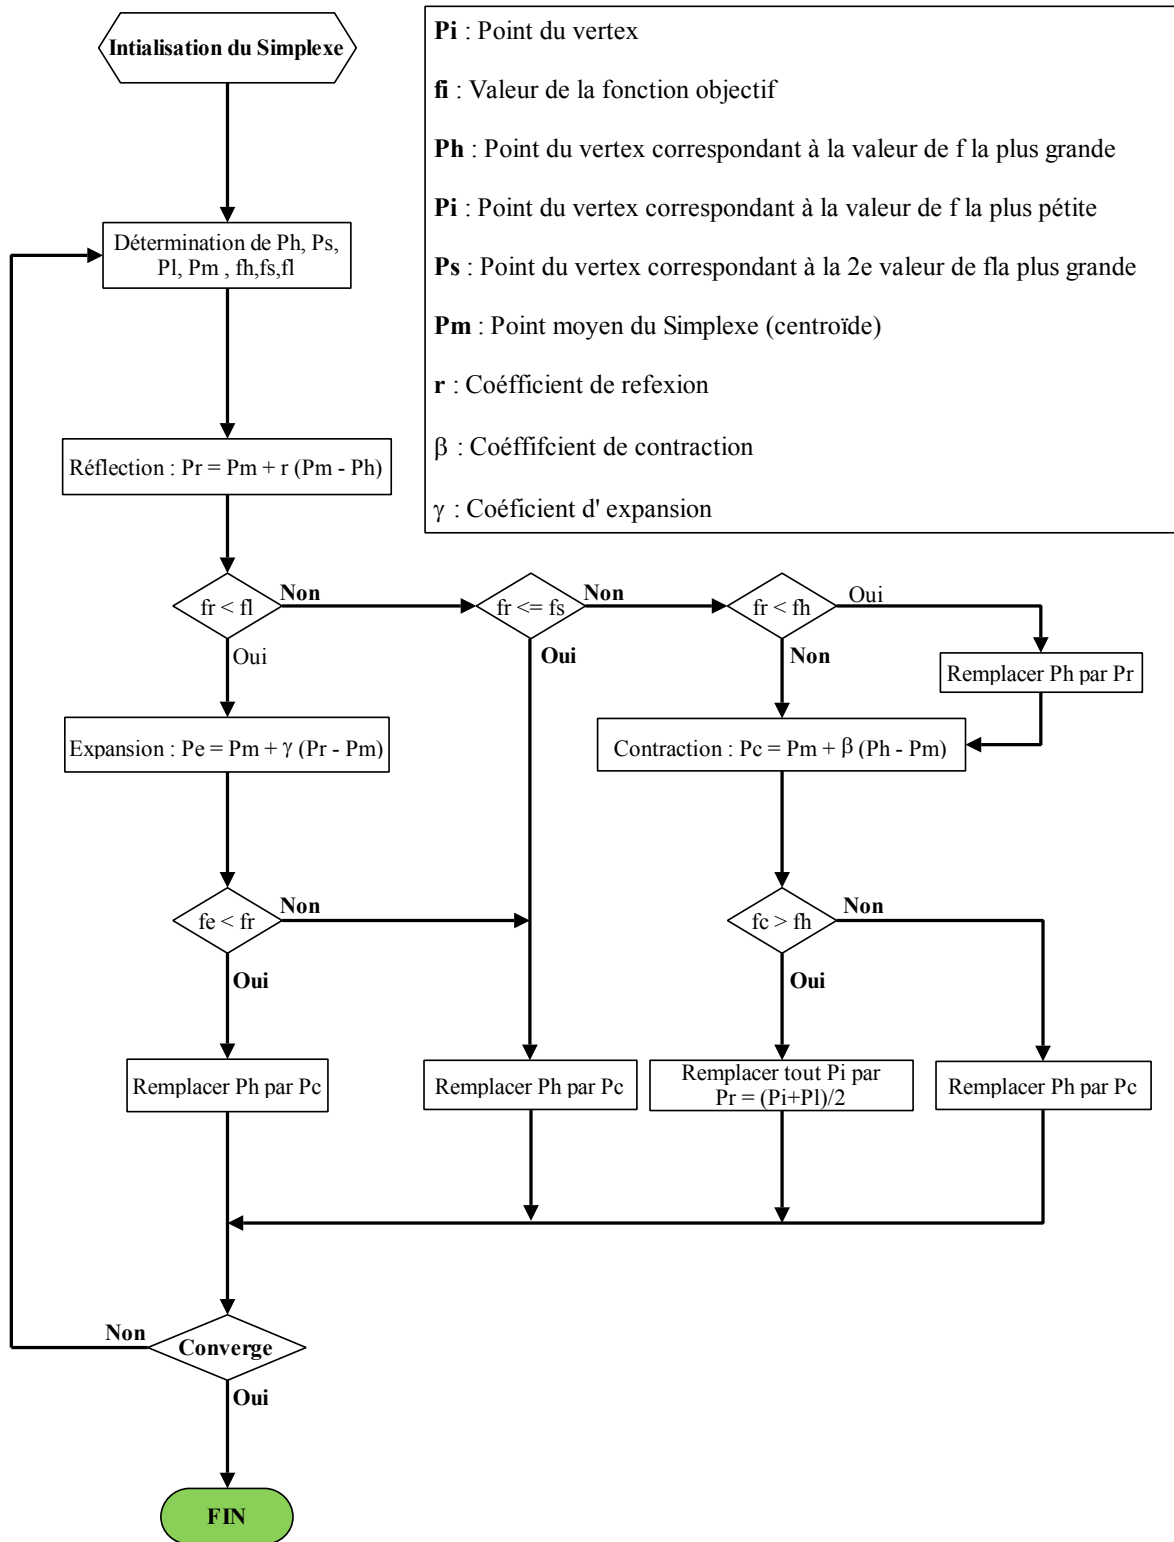 Intialisation du Simplexe
Pi : Point du vertex
fi : Valeur de la fonction objectif
Ph : Point du vertex correspondant à la valeur de f la plus grande
Pi : Point du vertex correspondant à la valeur de f la plus pétite
Ps : Point du vertex correspondant à la 2e valeur de fla plus grande
Pm : Point moyen du Simplexe (centroïde)
r : Coéfficient de refexion
β : Coéffifcient de contraction
γ : Coéficient d' expansion
Détermination de Ph, Ps,
Pl, Pm , fh,fs,fl
Réflection : Pr = Pm + r (Pm - Ph)
fr < fl
Non
fr <= fs
Non
fr < fh
Oui
Oui
Oui
Non
Remplacer Ph par Pr
Expansion : Pe = Pm + γ (Pr - Pm)
Contraction : Pc = Pm + β (Ph - Pm)
fe < fr
Non
fc > fh
Non
Oui
Oui
Remplacer Ph par Pc
Remplacer Ph par Pc
Remplacer tout Pi par
Pr = (Pi+Pl)/2
Remplacer Ph par Pc
Non
Converge
Oui
FIN